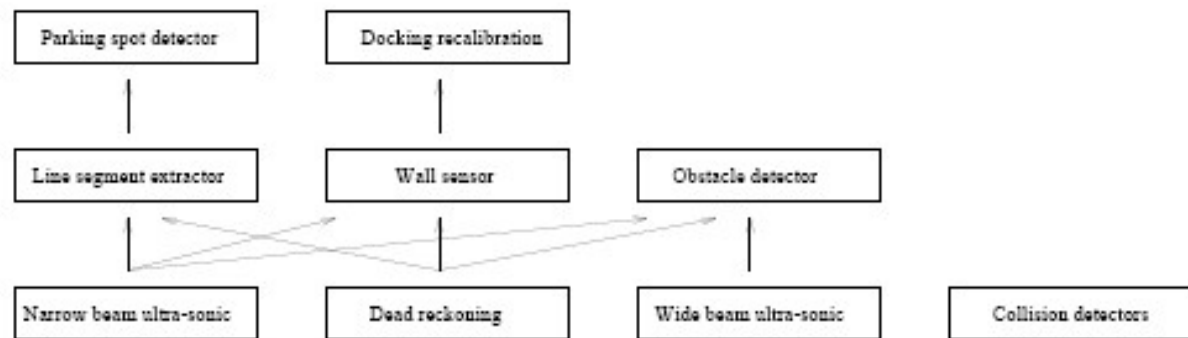 Parking spot detector
Docking recalibration
Line segment extractor
Wall sensor
Obstacle detector
Narrow beam ultra-sonic
Dead reckoning
Wide beam ultra-sonic
Collision detectors